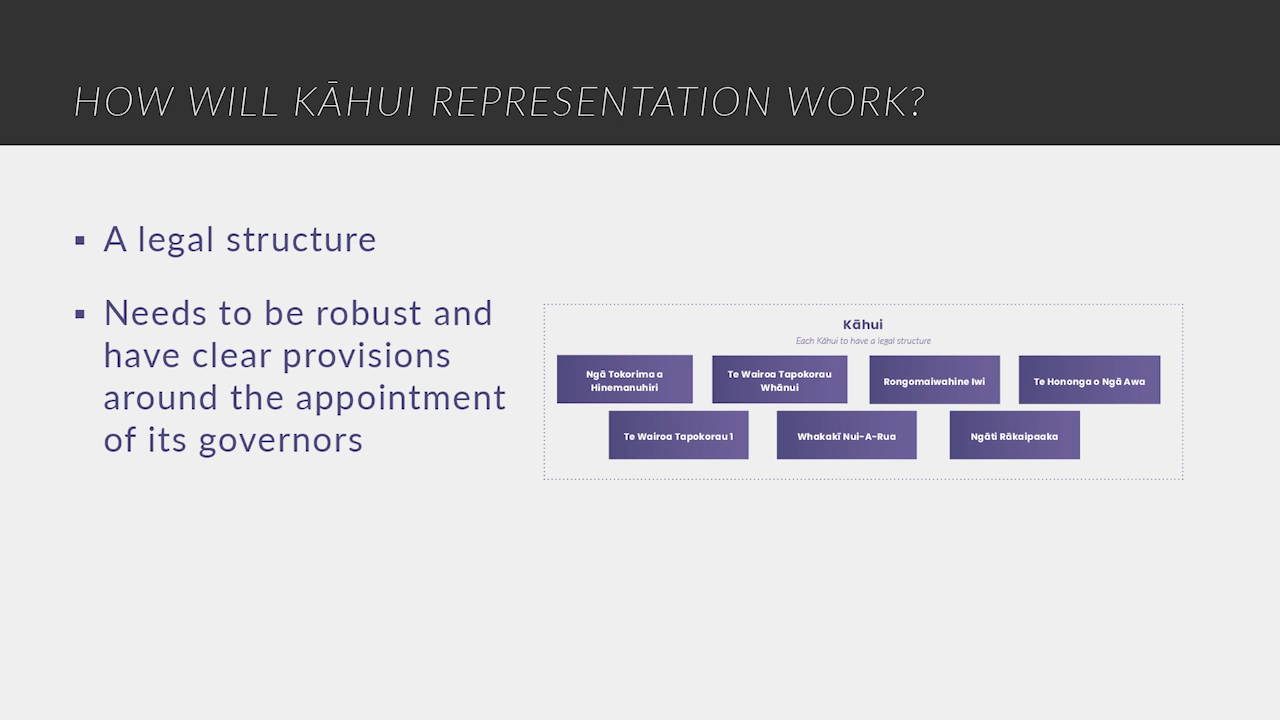 HOW WILL KĀHUI REPRESENTATION WORK?
▪ A legal structure
▪ Needs to be robust and
have clear provisions
around the appointment
of its governors
Kāhui
Each Kāhui to have a legal structure
Ngā Tokorima a
Hinemanuhiri
Te Wairoa Tapokorau
Whānui
Rongomaiwahine Iwi
Te Hononga o Ngā Awa
Te Wairoa Tapokorau 1
Whakakī Nui-A-Rua
Ngāti Rākaipaaka